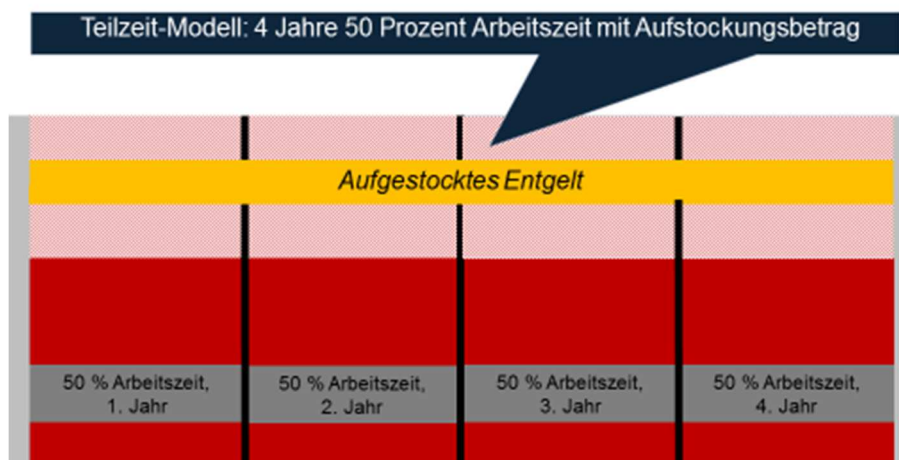 Teilzeit-Modell: 4 Jahre 50 Prozent Arbeitszeit mit Aufstockungsbetrag
Aufgestocktes Entgelt
50 % Arbeitszeit,
1. Jahr
50 % Arbeitszeit,
2. Jahr
50 % Arbeitszeit,
3. Jahr
50 % Arbeitszeit,
4. Jahr